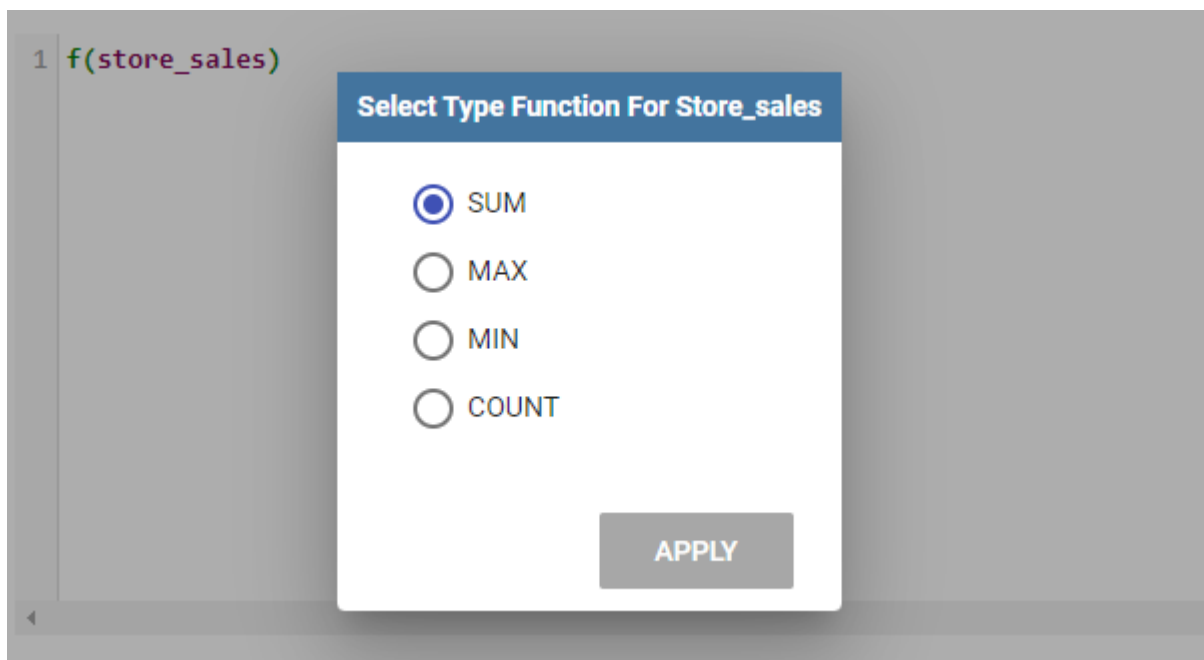 1 f(store_sales)
Select Type Function For Store_sales
SUM
MAX
MIN
COUNT
APPLY